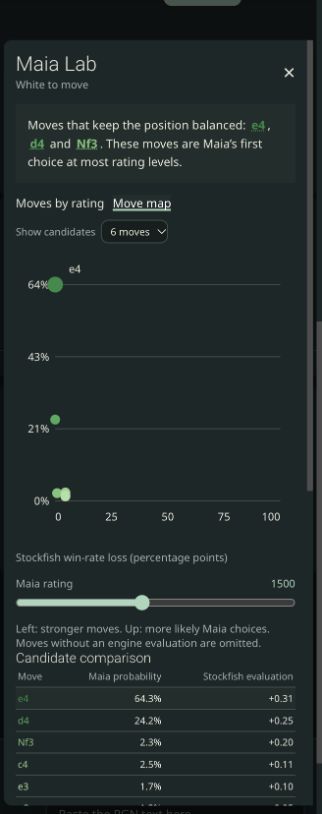 Maia Lab
White to move
×
Moves that keep the position balanced: e4,
d4 and Nf3. These moves are Maia's first
choice at most rating levels.
Moves by rating Move map
Show candidates 6 moves
e4
64%
43%
21%
0%
0 25 50 75 100
Stockfish win-rate loss (percentage points)
Maia rating 1500
Left: stronger moves. Up: more likely Maia choices.
Moves without an engine evaluation are omitted.
Candidate comparison
Move Maia probability Stockfish evaluation
e4 64.3% +0.31
d4 24.2% +0.25
Nf3 2.3% +0.20
c4 2.5% +0.11
e3 1.7% +0.10
Paste the PGN text here